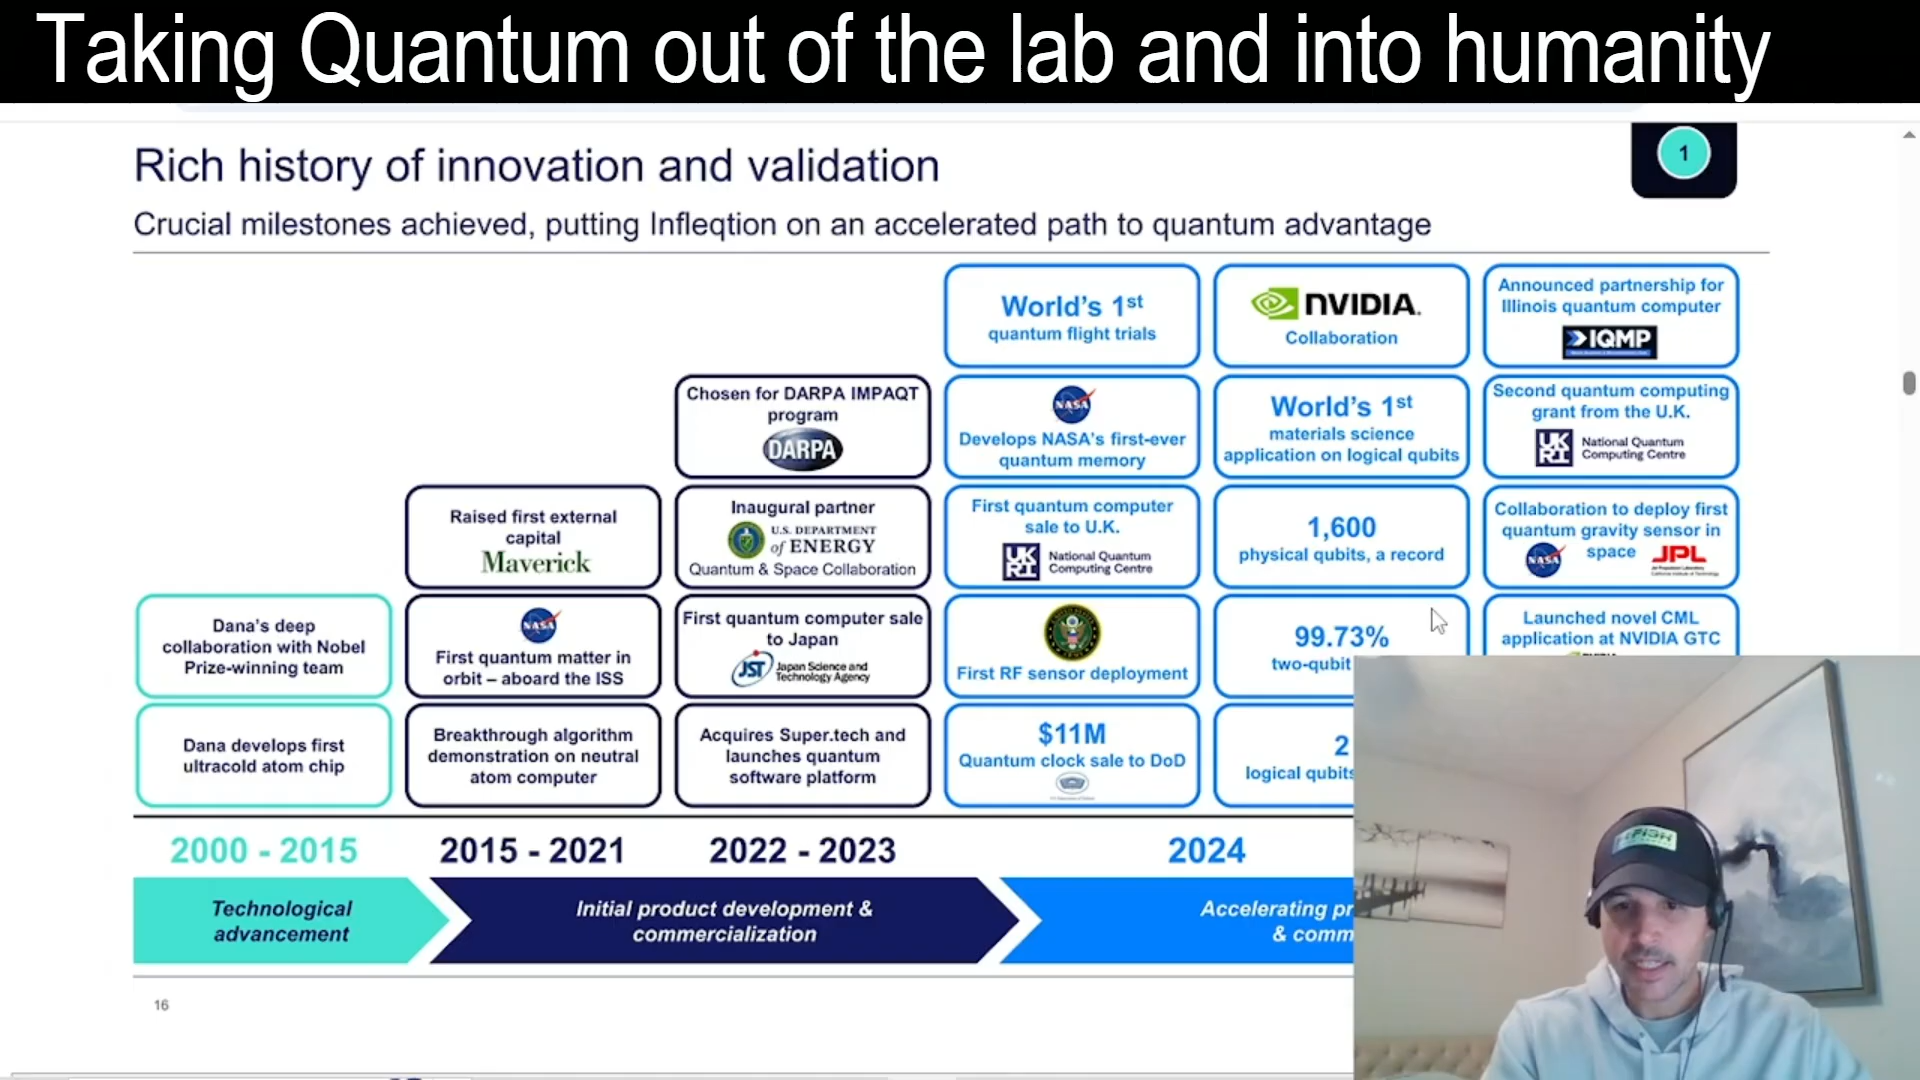 Taking Quantum out of the lab and into humanity
Rich history of innovation and validation
1
Crucial milestones achieved, putting Infleqtion on an accelerated path to quantum advantage
Dana's deep
collaboration with Nobel
Prize-winning team
Dana develops first
ultracold atom chip
Raised first external
capital
Maverick
NASA
First quantum matter in
orbit – aboard the ISS
Breakthrough algorithm
demonstration on neutral
atom computer
Chosen for DARPA IMPAQT
program
DARPA
Inaugural partner
U.S. DEPARTMENT
of ENERGY
Quantum & Space Collaboration
First quantum computer sale
to Japan
JST Japan Science and
Technology Agency
Acquires Super.tech and
launches quantum
software platform
World's 1st
quantum flight trials
NASA
Develops NASA's first-ever
quantum memory
First quantum computer
sale to U.K.
UKRI National Quantum
Computing Centre
First RF sensor deployment
$11M
Quantum clock sale to DoD
NVIDIA.
Collaboration
World's 1st
materials science
application on logical qubits
1,600
physical qubits, a record
99.73%
two-qubit
2
logical qubits
Announced partnership for
Illinois quantum computer
IQMP
Second quantum computing
grant from the U.K.
UKRI National Quantum
Computing Centre
Collaboration to deploy first
quantum gravity sensor in
space
NASA JPL
Launched novel CML
application at NVIDIA GTC
2000 - 2015
2015 - 2021
2022 - 2023
2024
Technological
advancement
Initial product development &
commercialization
Accelerating pr
& comm
16